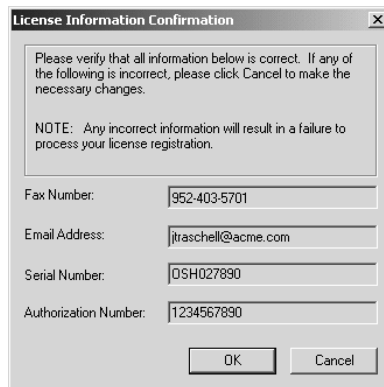 License Information Confirmation
Please verify that all information below is correct. If any of
the following is incorrect, please click Cancel to make the
necessary changes.
NOTE: Any incorrect information will result in a failure to
process your license registration.
Fax Number: 952-403-5701
Email Address: jtraschell@acme.com
Serial Number: OSH027890
Authorization Number: 1234567890
OK Cancel